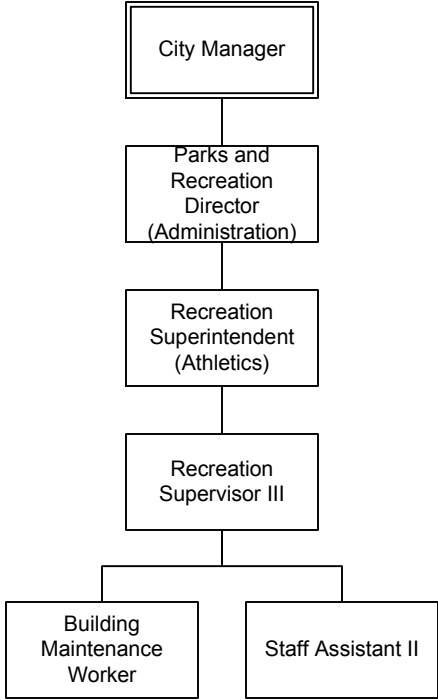 City Manager
Parks and
Recreation
Director
(Administration)
Recreation
Superintendent
(Athletics)
Recreation
Supervisor III
Building
Maintenance
Worker
Staff Assistant II